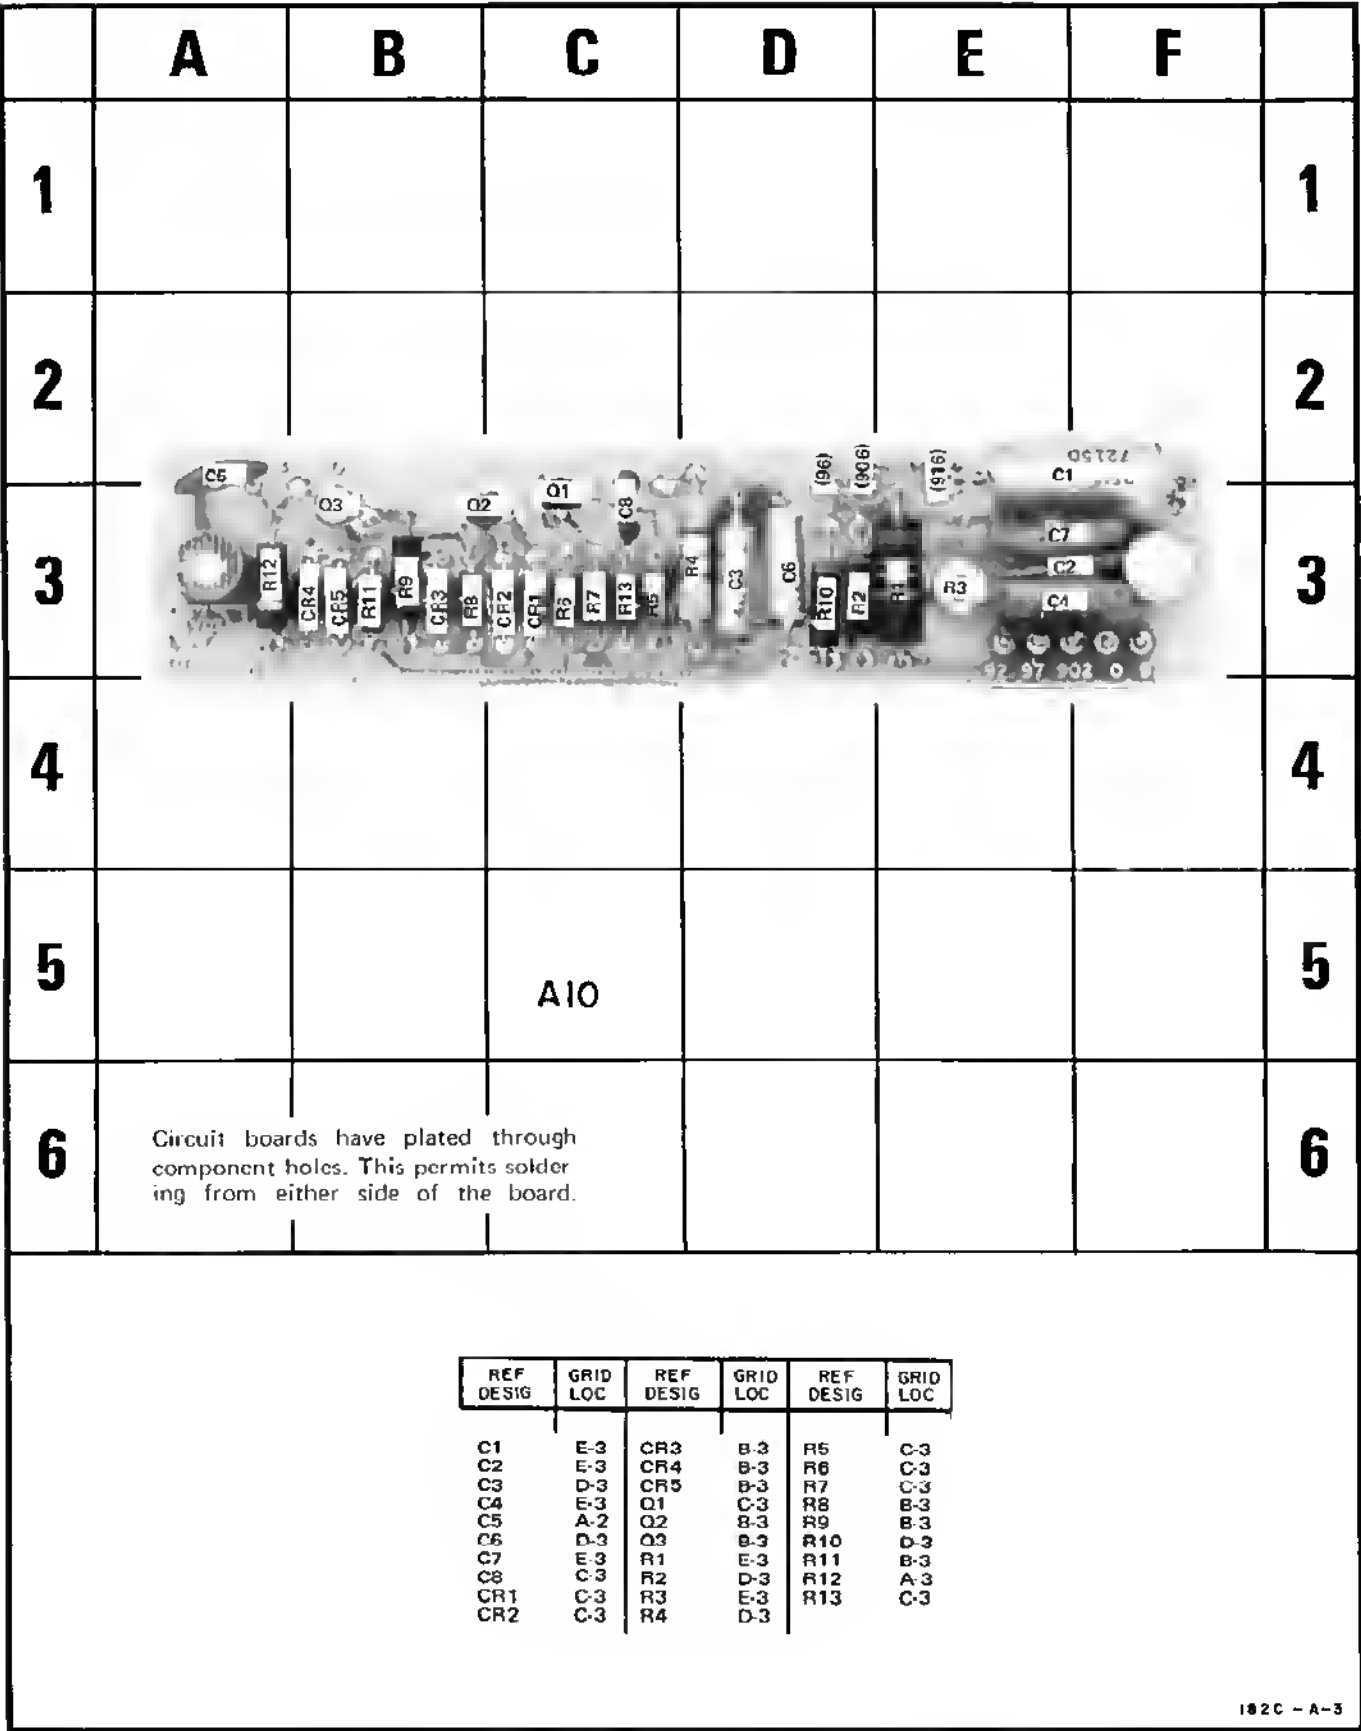 A B C D E F
1 1
2 2
72150
C5 Q3 Q2 Q1 C8 (96) (906) (916) C1
C7
3 3
R12 CR4 CR5 R11 R9 CR3 R8 CR2 CR1 R6 R7 R13 R5 R4 C3 C6 R10 R2 R1 R3 C2
C4
92 97 902 0
4 4
5 5
A10
6 6
Circuit boards have plated through
component holes. This permits solder
ing from either side of the board.
REF DESIG GRID LOC REF DESIG GRID LOC REF DESIG GRID LOC
C1 E-3 CR3 B-3 R5 C-3
C2 E-3 CR4 B-3 R6 C-3
C3 D-3 CR5 B-3 R7 C-3
C4 E-3 Q1 C-3 R8 B-3
C5 A-2 Q2 B-3 R9 B-3
C6 D-3 Q3 B-3 R10 D-3
C7 E-3 R1 E-3 R11 B-3
C8 C-3 R2 D-3 R12 A-3
CR1 C-3 R3 E-3 R13 C-3
CR2 C-3 R4 D-3
182C - A-3